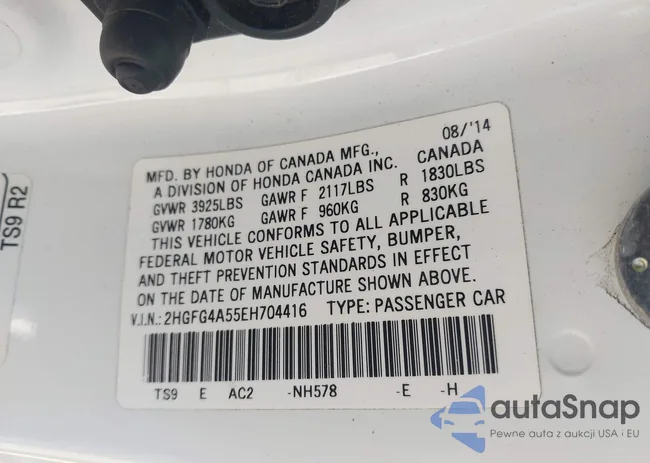 08/'14
MFD. BY HONDA OF CANADA MFG.,
A DIVISION OF HONDA CANADA INC. CANADA
GVWR 3925LBS GAWR F 2117LBS R 1830LBS
GVWR 1780KG GAWR F 960KG R 830KG
THIS VEHICLE CONFORMS TO ALL APPLICABLE
FEDERAL MOTOR VEHICLE SAFETY, BUMPER,
AND THEFT PREVENTION STANDARDS IN EFFECT
ON THE DATE OF MANUFACTURE SHOWN ABOVE.
V.I.N.: 2HGFG4A55EH704416 TYPE: PASSENGER CAR
TS9 E AC2 -NH578 -E -H
TS9 R2
autaSnap
Pewne auta z aukcji USA i EU